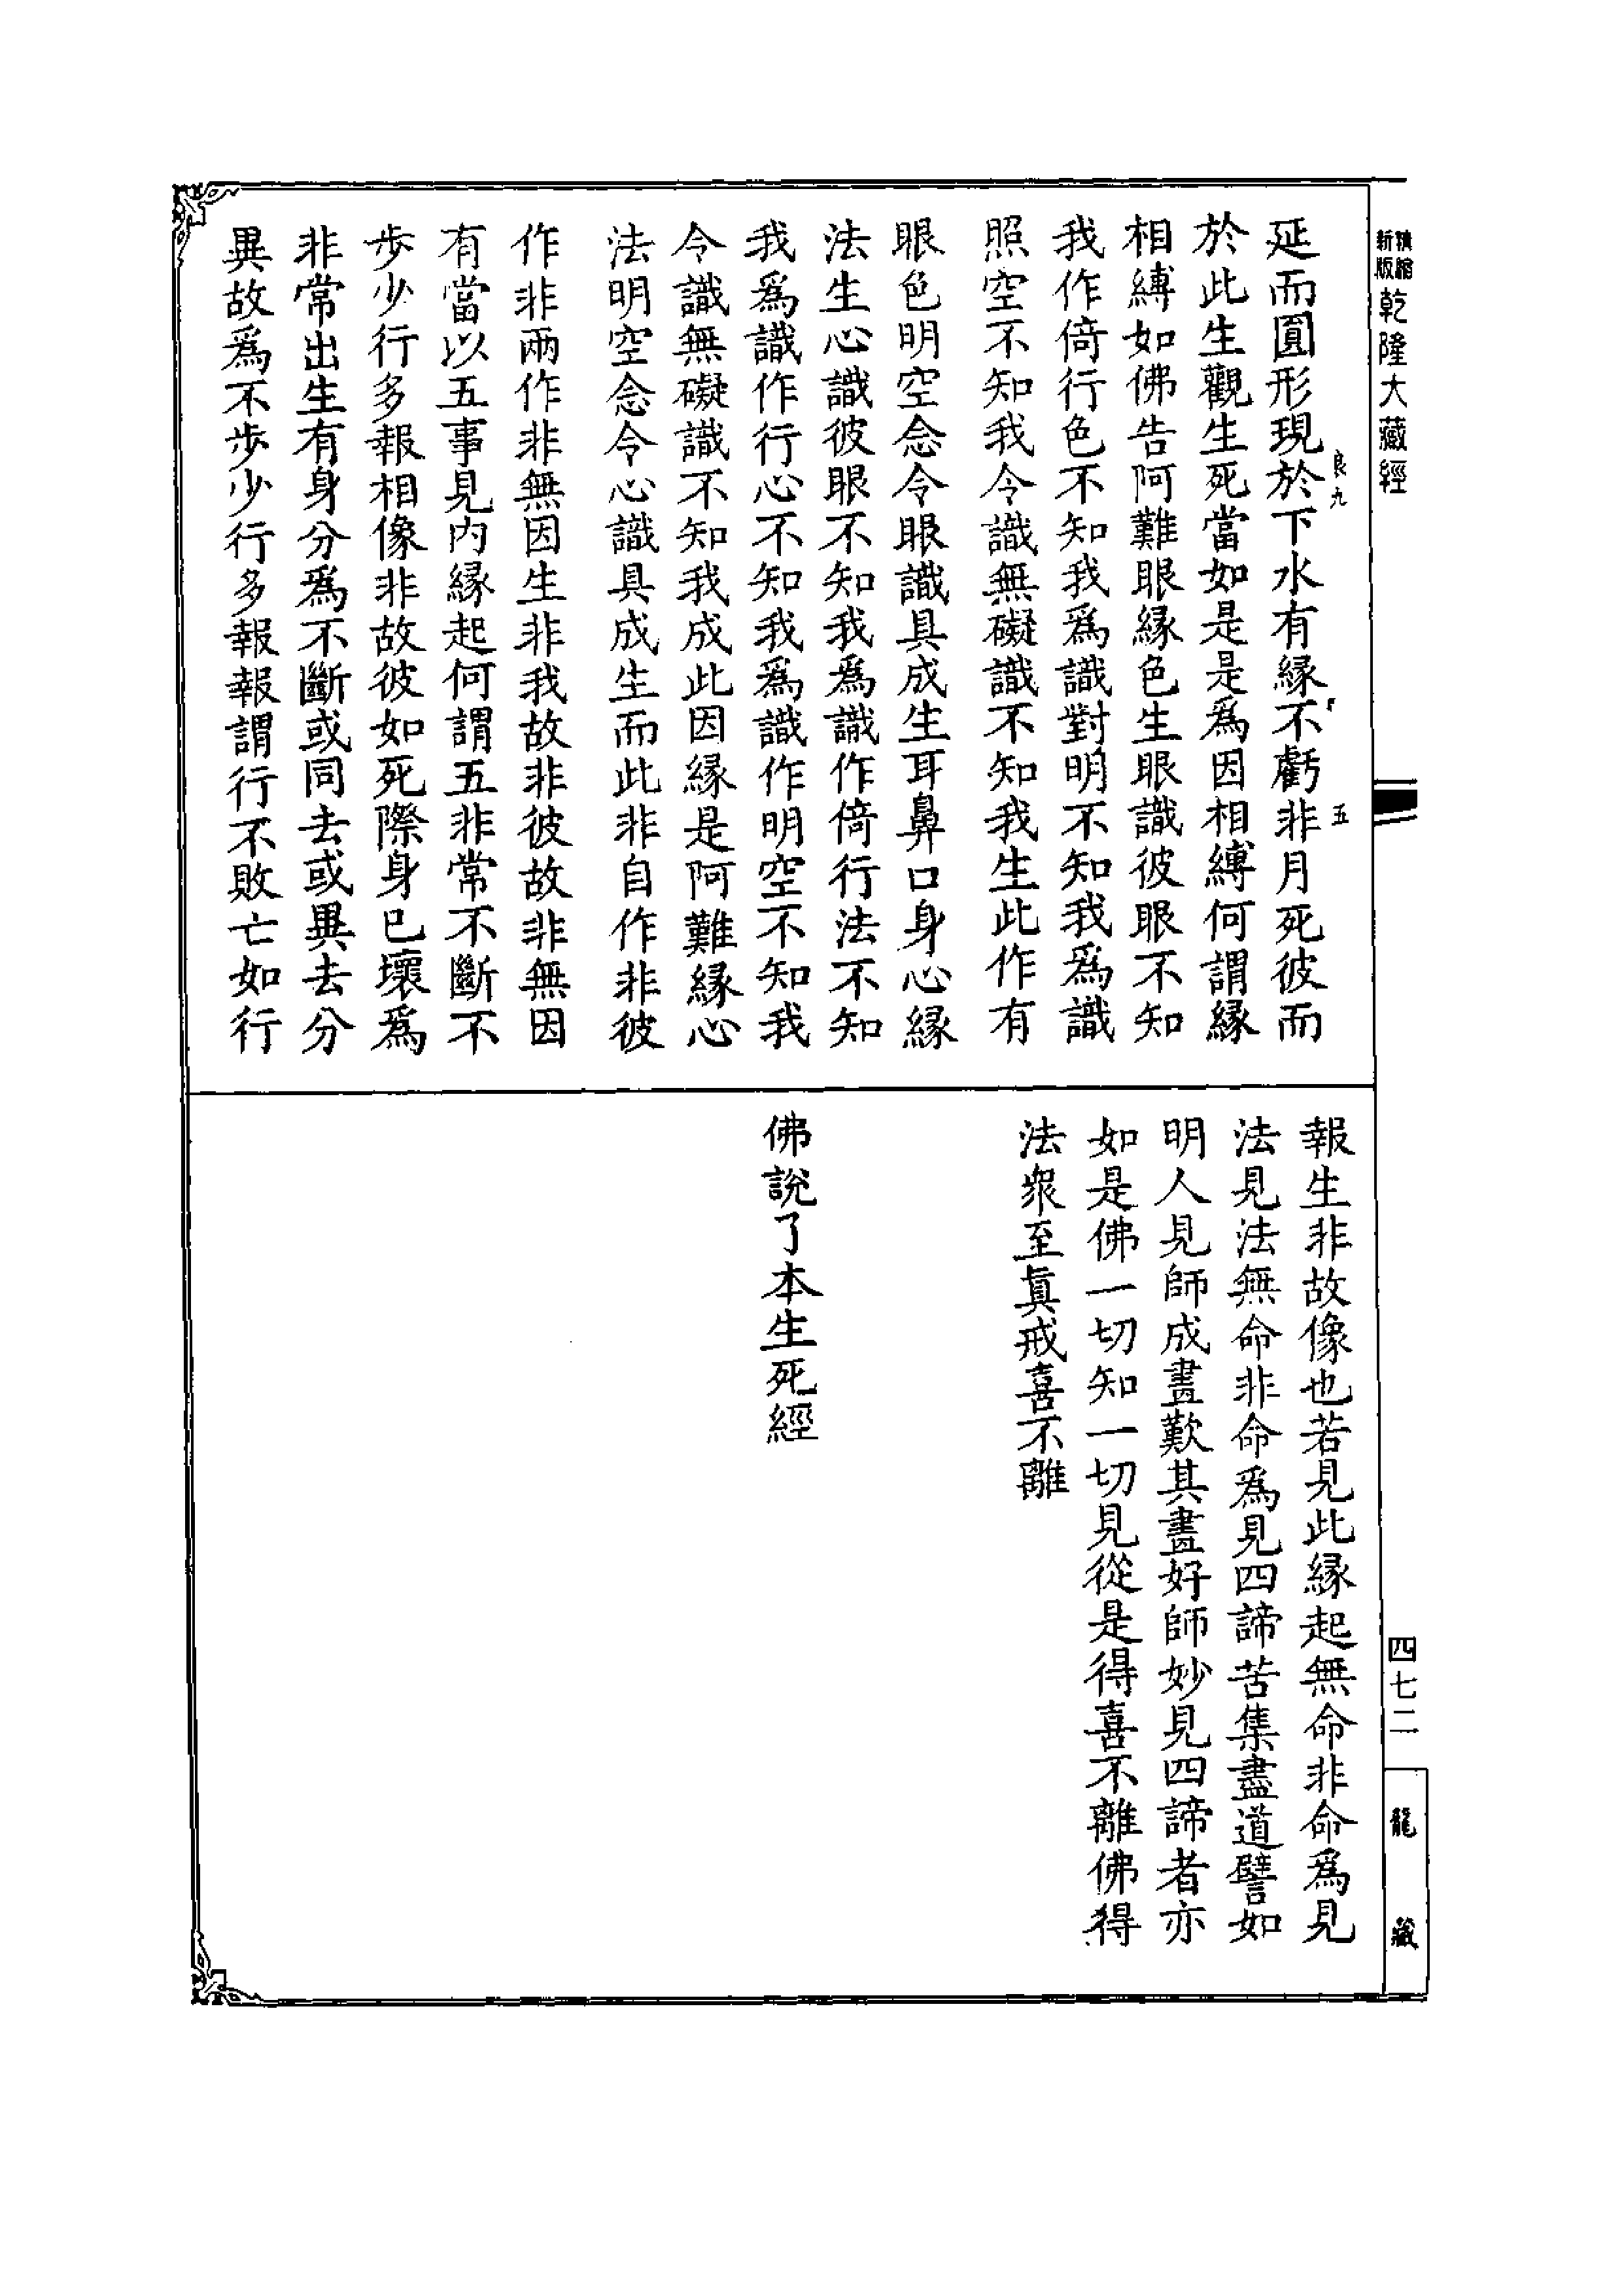 精縮
新版
乾隆大藏經
四七二
龍藏
良九
五
延而圓形現於下水有縁不虧非月死彼而
於此生觀生死當如是是爲因相縛何謂縁
相縛如佛告阿難眼縁色生眼識彼眼不知
我作倚行色不知我爲識對明不知我爲識
照空不知我令識無礙識不知我生此作有
眼色明空念令眼識具成生耳鼻口身心縁
法生心識彼眼不知我爲識作倚行法不知
我爲識作行心不知我爲識作明空不知我
令識無礙識不知我成此因縁是阿難縁心
法明空念令心識具成生而此非自作非彼
作非兩作非無因生非我故非彼故非無因
有當以五事見内縁起何謂五非常不斷不
歩少行多報相像非故彼如死際身已壞爲
非常出生有身分爲不斷或同去或異去分
異故爲不歩少行多報報謂行不敗亡如行
報生非故像也若見此縁起無命非命爲見
法見法無命非命爲見四諦苦集盡道譬如
明人見師成畫歎其畫好師妙見四諦者亦
如是佛一切知一切見從是得喜不離佛得
法衆至眞戒喜不離
佛說了本生死經